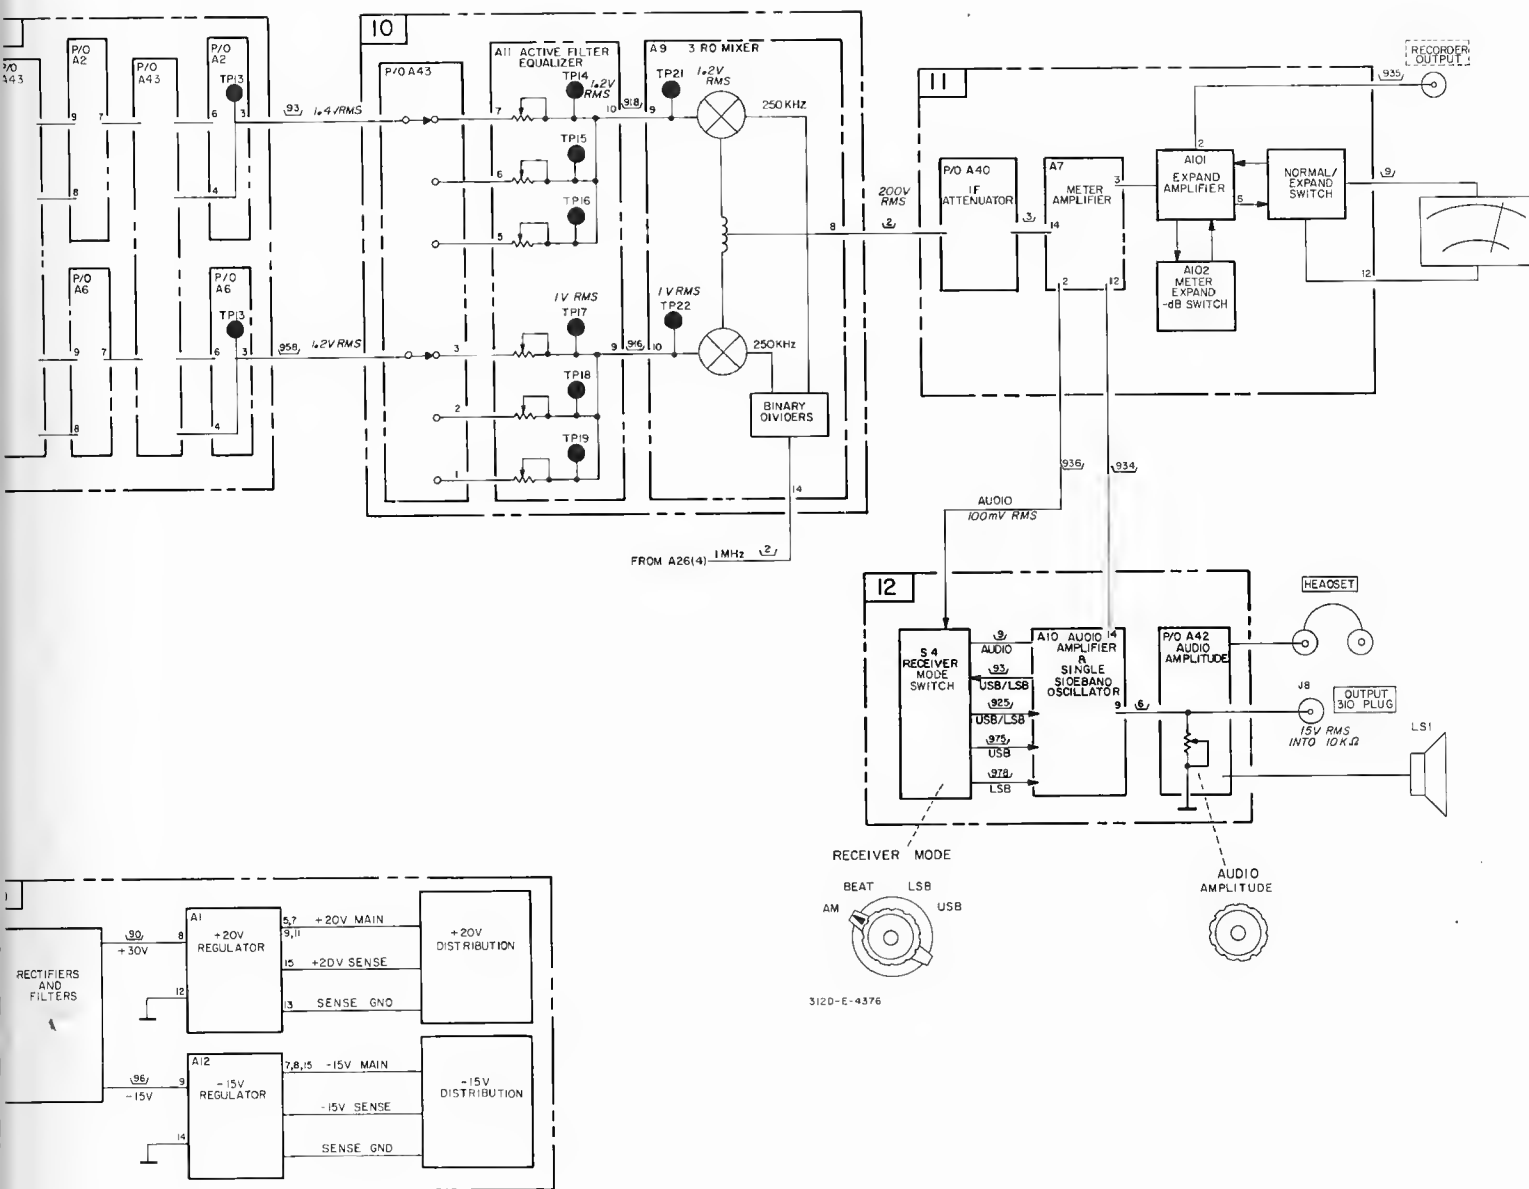 P/O
A43
P/O
A2
9
7
8
P/O
A43
P/O
A2
TP13
6
3
4
93
1.4VRMS
P/O
A6
9
7
8
P/O
A6
TP13
6
3
4
958
1.2V RMS
10
P/O A43
A11 ACTIVE FILTER
EQUALIZER
TP14
1.2V
RMS
7
10
918
9
TP15
6
TP16
5
1V RMS
TP17
3
9
916
10
TP18
2
TP19
1
A9 3 RO MIXER
TP21
1.2V
RMS
250 KHZ
1V RMS
TP22
250KHz
BINARY
DIVIDERS
14
8
FROM A26(4) 1MHz 2
200V
RMS
2
11
P/O A40
IF
ATTENUATOR
3
14
A7
METER
AMPLIFIER
3
2
12
2
A101
EXPAND
AMPLIFIER
6
NORMAL/
EXPAND
SWITCH
A102
METER
EXPAND
-dB SWITCH
935
RECORDER
OUTPUT
9
12
936
934
AUDIO
100mV RMS
12
S4
RECEIVER
MODE
SWITCH
9
AUDIO
93
USB/LSB
925
USB/LSB
975
USB
978
LSB
A10 AUDIO 14
AMPLIFIER
&
SINGLE
SIDEBAND
OSCILLATOR
9
6
P/O A42
AUDIO
AMPLITUDE
HEADSET
J8
OUTPUT
310 PLUG
15V RMS
INTO 10KΩ
LS1
RECEIVER MODE
BEAT LSB
AM USB
AUDIO
AMPLITUDE
312D-E-4376
RECTIFIERS
AND
FILTERS
90
+30V
8
12
A1
+20V
REGULATOR
5,7 +20V MAIN
9,11
15 +20V SENSE
13 SENSE GND
+20V
DISTRIBUTION
96
-15V
9
14
A12
-15V
REGULATOR
7,8,15 -15V MAIN
-15V SENSE
SENSE GND
-15V
DISTRIBUTION